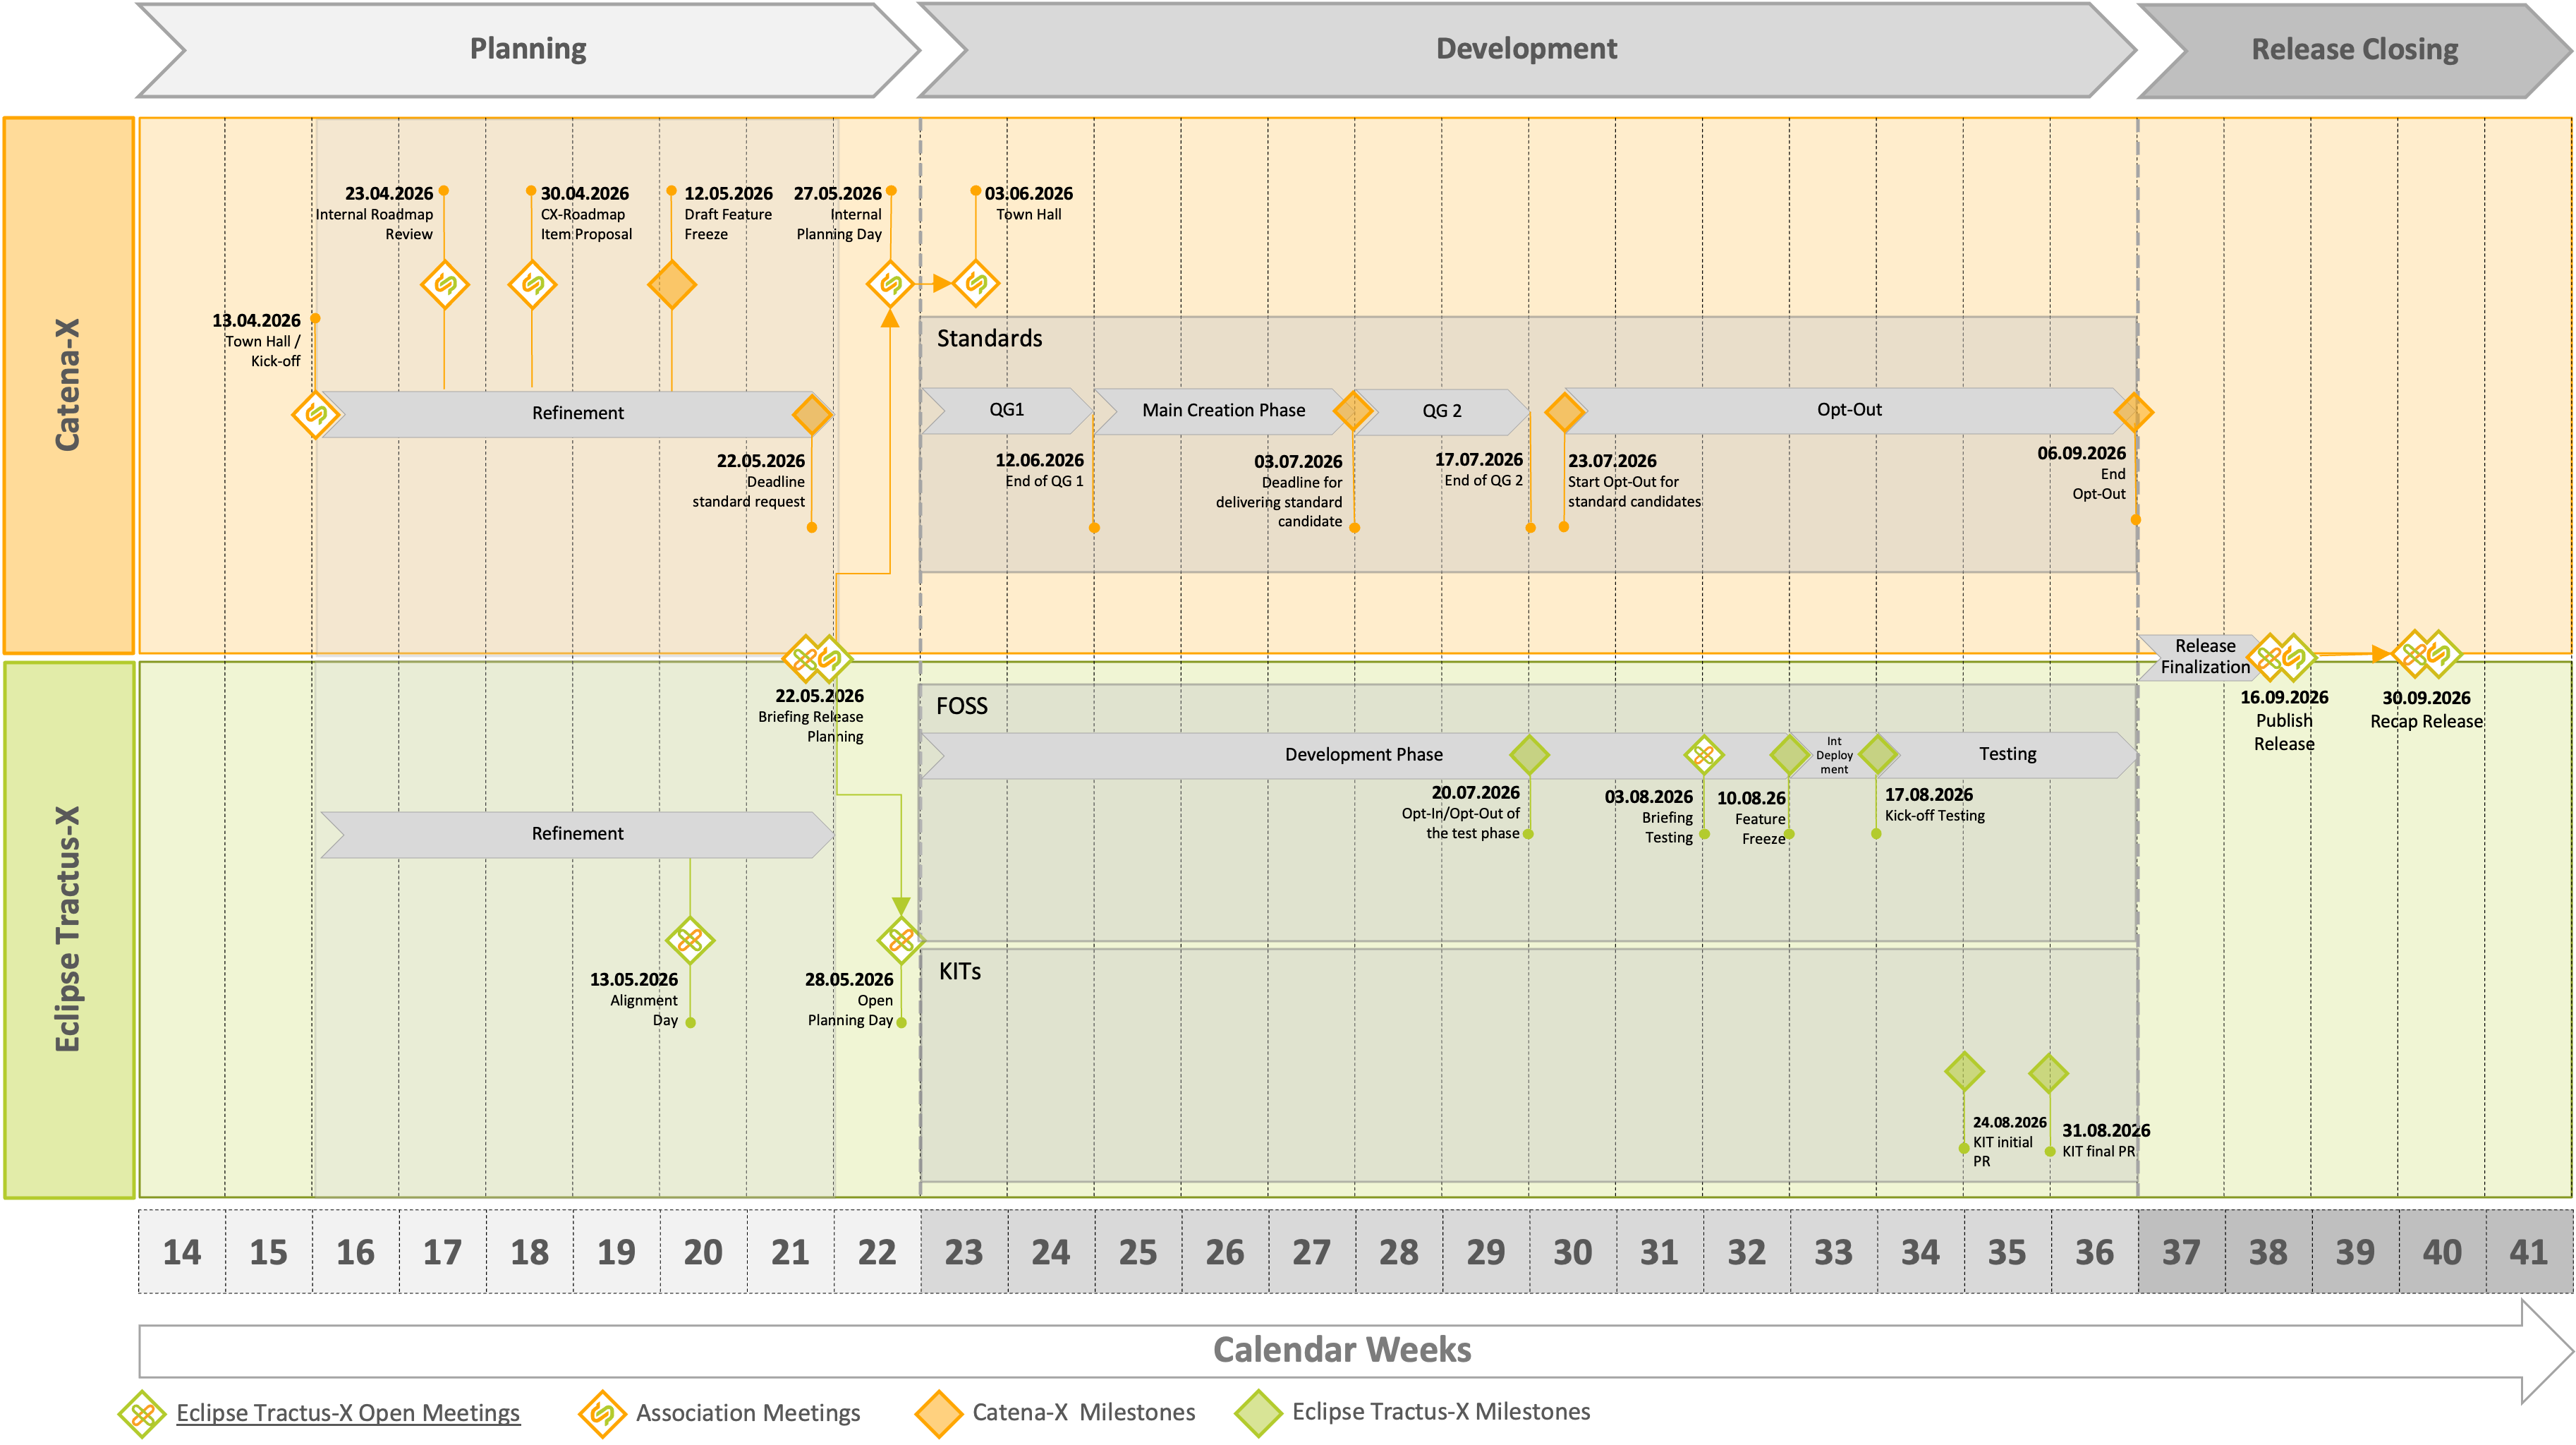 Planning
Development
Release Closing
Catena-X
23.04.2026
Internal Roadmap
Review
30.04.2026
CX-Roadmap
Item Proposal
12.05.2026
Draft Feature
Freeze
27.05.2026
Internal
Planning Day
03.06.2026
Town Hall
13.04.2026
Town Hall /
Kick-off
Refinement
22.05.2026
Deadline
standard request
Standards
QG1
Main Creation Phase
QG 2
Opt-Out
12.06.2026
End of QG 1
03.07.2026
Deadline for
delivering standard
candidate
17.07.2026
End of QG 2
23.07.2026
Start Opt-Out for
standard candidates
06.09.2026
End
Opt-Out
Release
Finalization
16.09.2026
Publish
Release
30.09.2026
Recap Release
Eclipse Tractus-X
22.05.2026
Briefing Release
Planning
Refinement
13.05.2026
Alignment
Day
28.05.2026
Open
Planning Day
FOSS
Development Phase
Int
Deploy
ment
Testing
20.07.2026
Opt-In/Opt-Out of
the test phase
03.08.2026
Briefing
Testing
10.08.26
Feature
Freeze
17.08.2026
Kick-off Testing
KITs
24.08.2026
KIT initial
PR
31.08.2026
KIT final PR
14 15 16 17 18 19 20 21 22 23 24 25 26 27 28 29 30 31 32 33 34 35 36 37 38 39 40 41
Calendar Weeks
Eclipse Tractus-X Open Meetings
Association Meetings
Catena-X Milestones
Eclipse Tractus-X Milestones